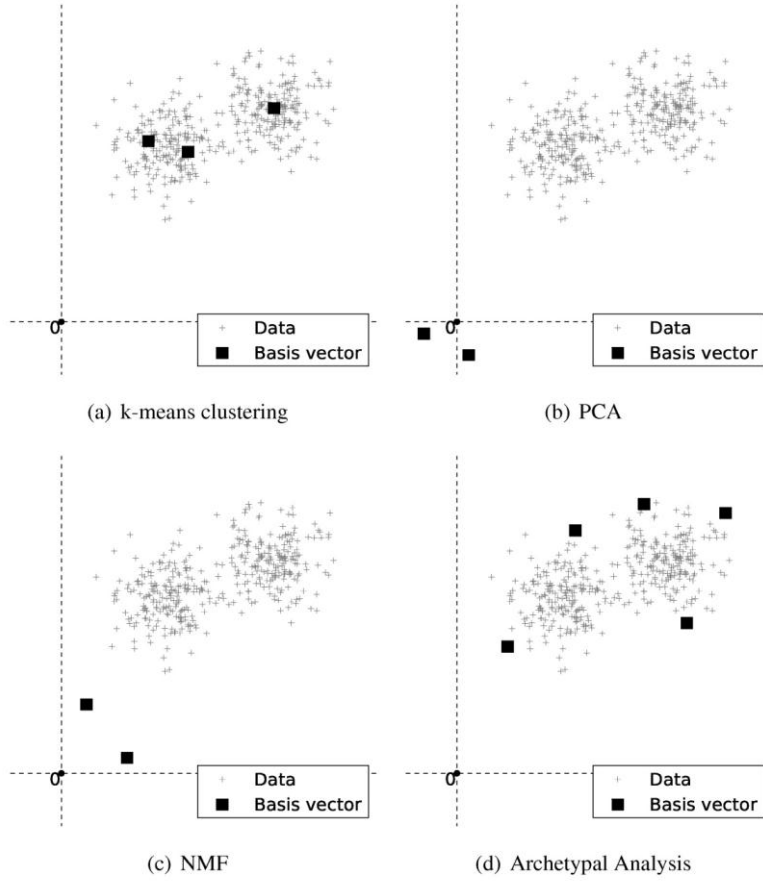 0
Data
Basis vector
(a) k-means clustering
0
Data
Basis vector
(b) PCA
0
Data
Basis vector
(c) NMF
0
Data
Basis vector
(d) Archetypal Analysis